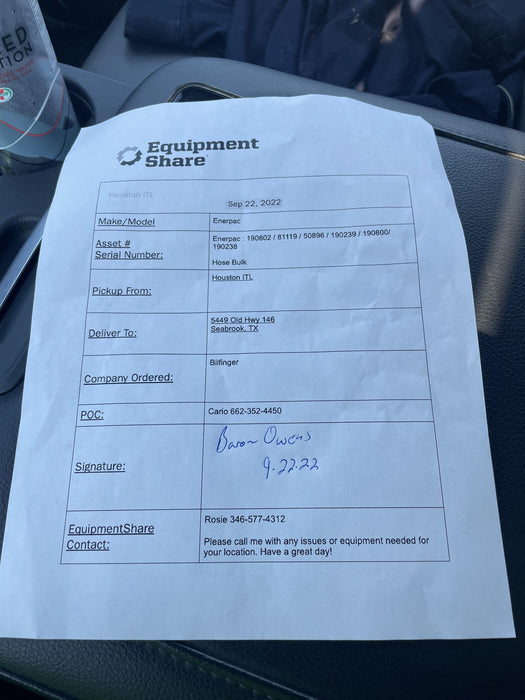 EED
TION
Equipment
Share
Houston ITL
Sep 22, 2022
Make/Model
Enerpac
Asset #
Serial Number:
Enerpac : 190802 / 81119 / 50896 / 190239 / 190800/
190238
Hose Bulk
Pickup From:
Houston ITL
Deliver To:
5449 Old Hwy 146
Seabrook, TX
Company Ordered:
Bilfinger
POC:
Cario 662-352-4450
Signature:
Baron Owens
9-22-22
EquipmentShare
Contact:
Rosie 346-577-4312
Please call me with any issues or equipment needed for
your location. Have a great day!